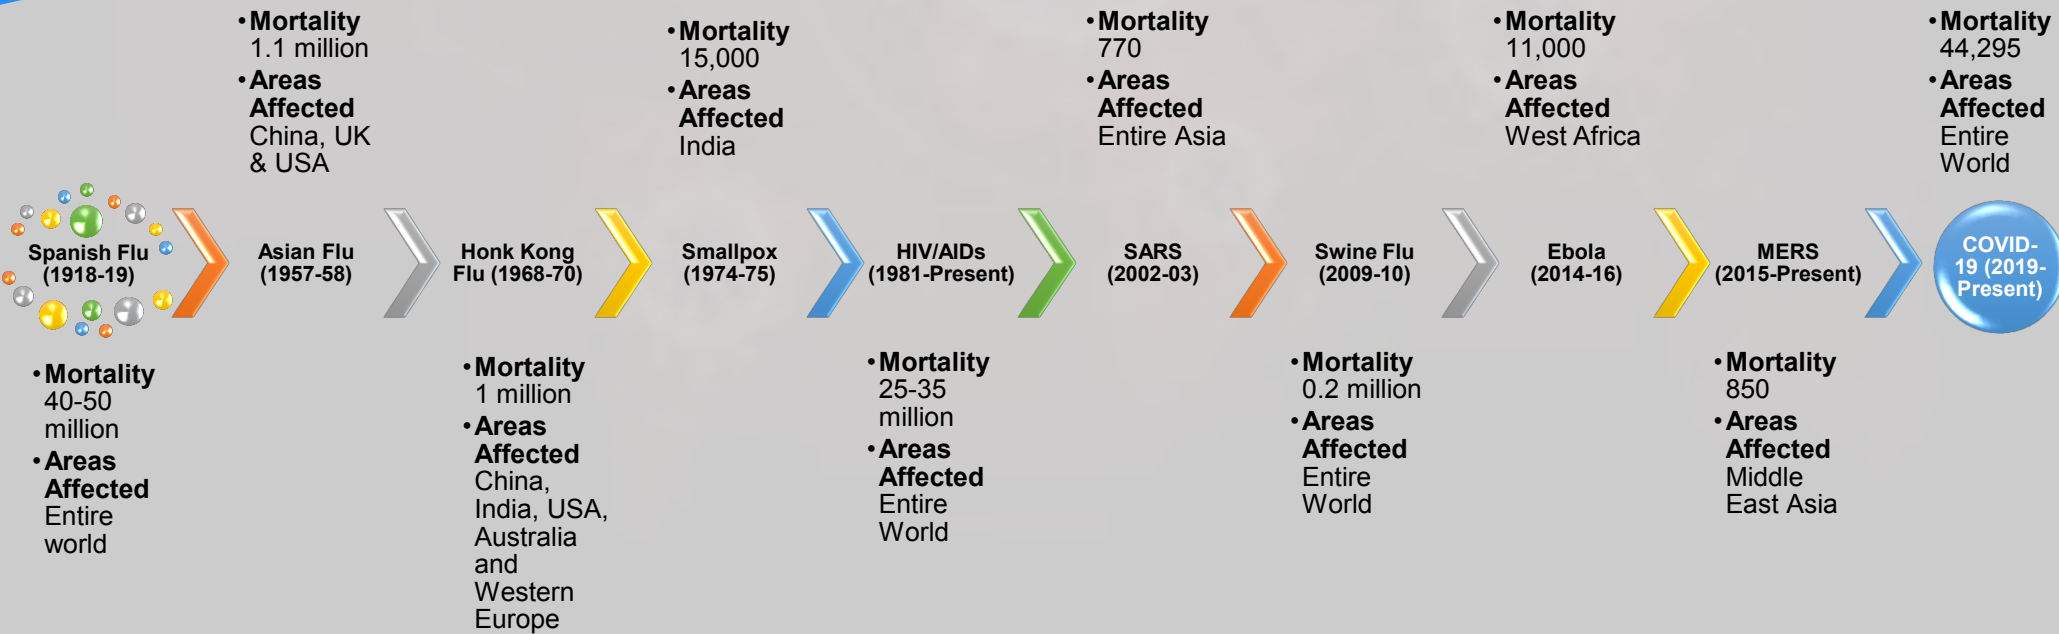 •Mortality
1.1 million
•Areas
Affected
China, UK
& USA
•Mortality
15,000
•Areas
Affected
India
•Mortality
770
•Areas
Affected
Entire Asia
•Mortality
11,000
•Areas
Affected
West Africa
•Mortality
44,295
•Areas
Affected
Entire
World
Spanish Flu
(1918-19)
Asian Flu
(1957-58)
Honk Kong
Flu (1968-70)
Smallpox
(1974-75)
HIV/AIDs
(1981-Present)
SARS
(2002-03)
Swine Flu
(2009-10)
Ebola
(2014-16)
MERS
(2015-Present)
COVID-
19 (2019-
Present)
•Mortality
40-50
million
•Areas
Affected
Entire
world
•Mortality
1 million
•Areas
Affected
China,
India, USA,
Australia
and
Western
Europe
•Mortality
25-35
million
•Areas
Affected
Entire
World
•Mortality
0.2 million
•Areas
Affected
Entire
World
•Mortality
850
•Areas
Affected
Middle
East Asia